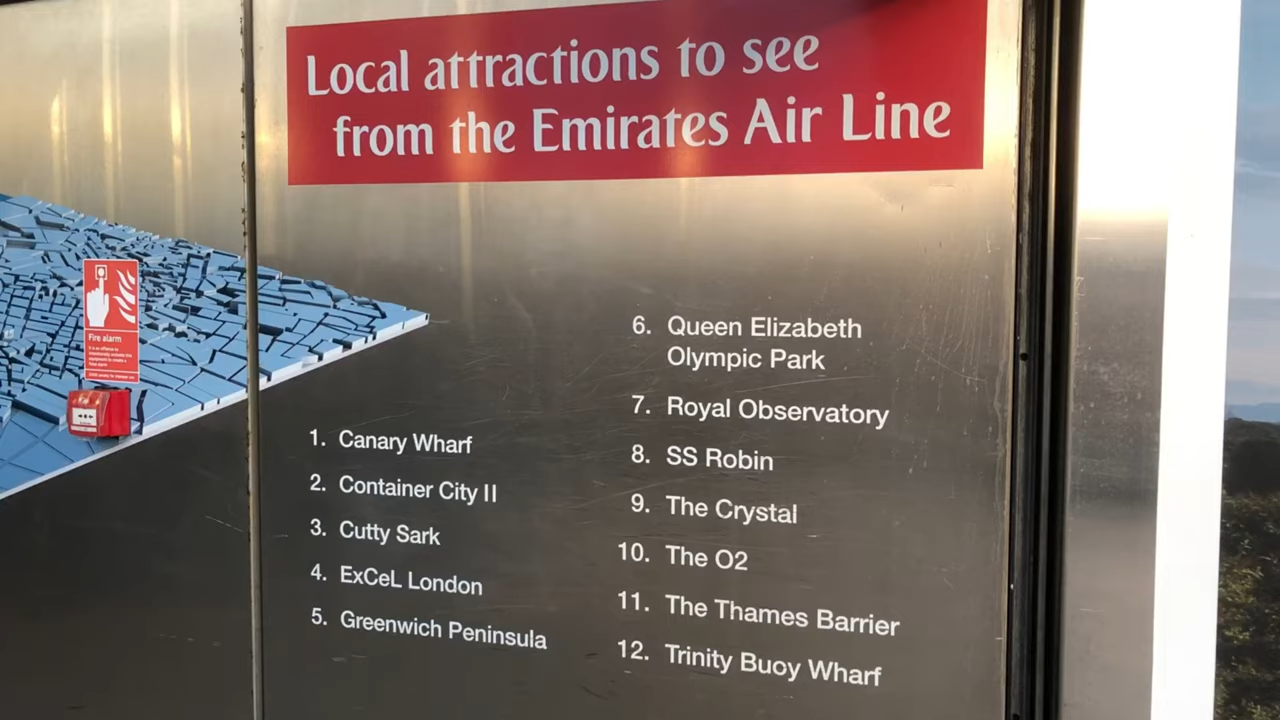 Local attractions to see
from the Emirates Air Line
Fire alarm
1. Canary Wharf
2. Container City II
3. Cutty Sark
4. ExCeL London
5. Greenwich Peninsula
6. Queen Elizabeth
Olympic Park
7. Royal Observatory
8. SS Robin
9. The Crystal
10. The O2
11. The Thames Barrier
12. Trinity Buoy Wharf